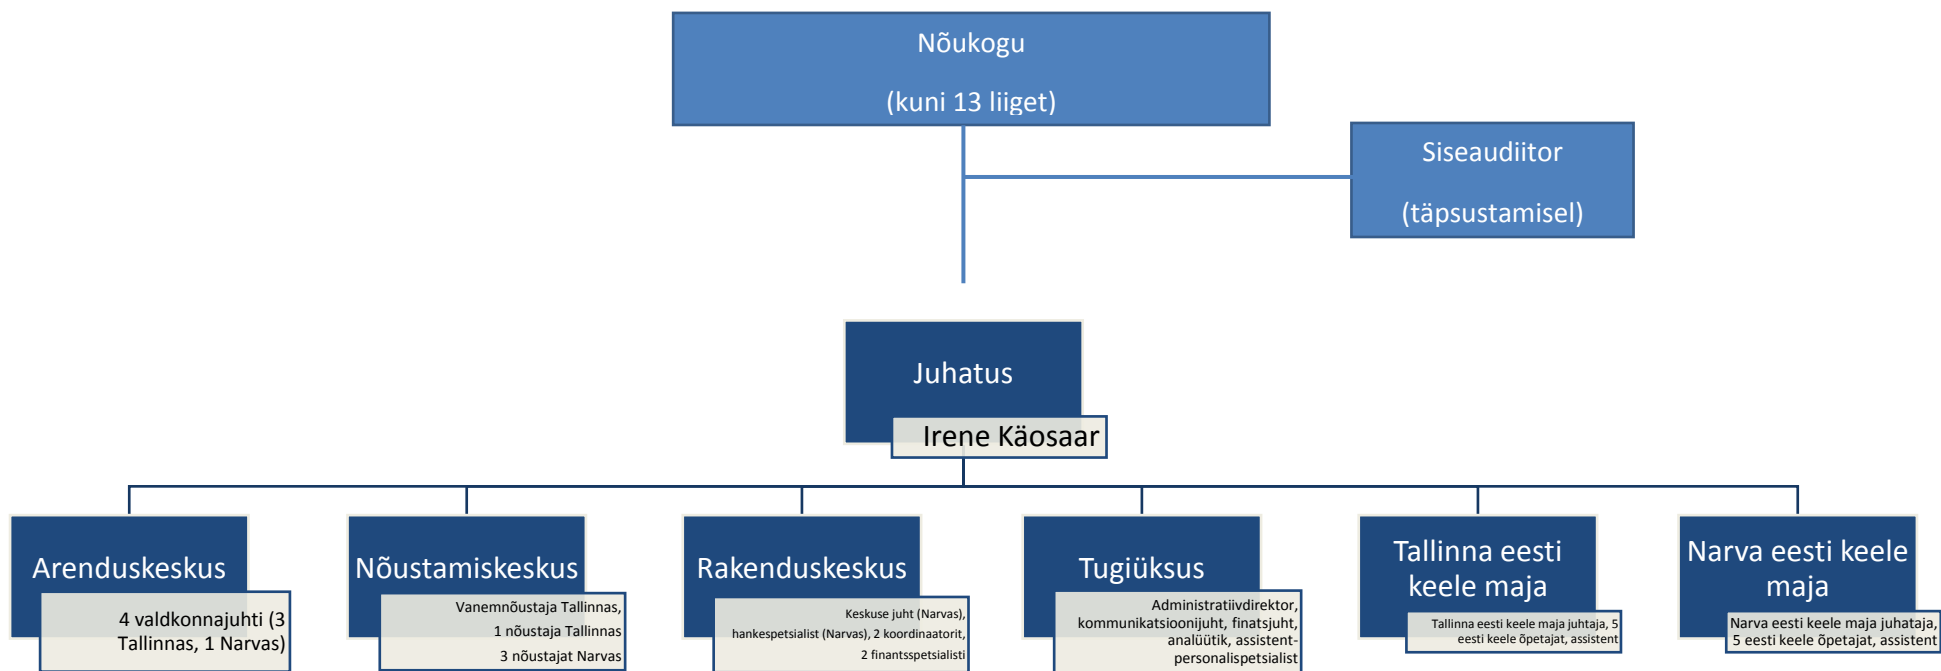 Nõukogu
(kuni 13 liiget)
Siseaudiitor
(täpsustamisel)
Juhatus
Irene Käosaar
Arenduskeskus
4 valdkonnajuhti (3
Tallinnas, 1 Narvas)
Nõustamiskeskus
Vanemnõustaja Tallinnas,
1 nõustaja Tallinnas
3 nõustajat Narvas
Rakenduskeskus
Keskuse juht (Narvas),
hankespetsialist (Narvas), 2 koordinaatorit,
2 finantsspetsialisti
Tugiüksus
Administratiivdirektor,
kommunikatsioonijuht, finatsjuht,
analüütik, assistent-
personalispetsialist
Tallinna eesti
keele maja
Tallinna eesti keele maja juhtaja, 5
eesti keele õpetajat, assistent
Narva eesti keele
maja
Narva eesti keele maja juhataja,
5 eesti keele õpetajat, assistent